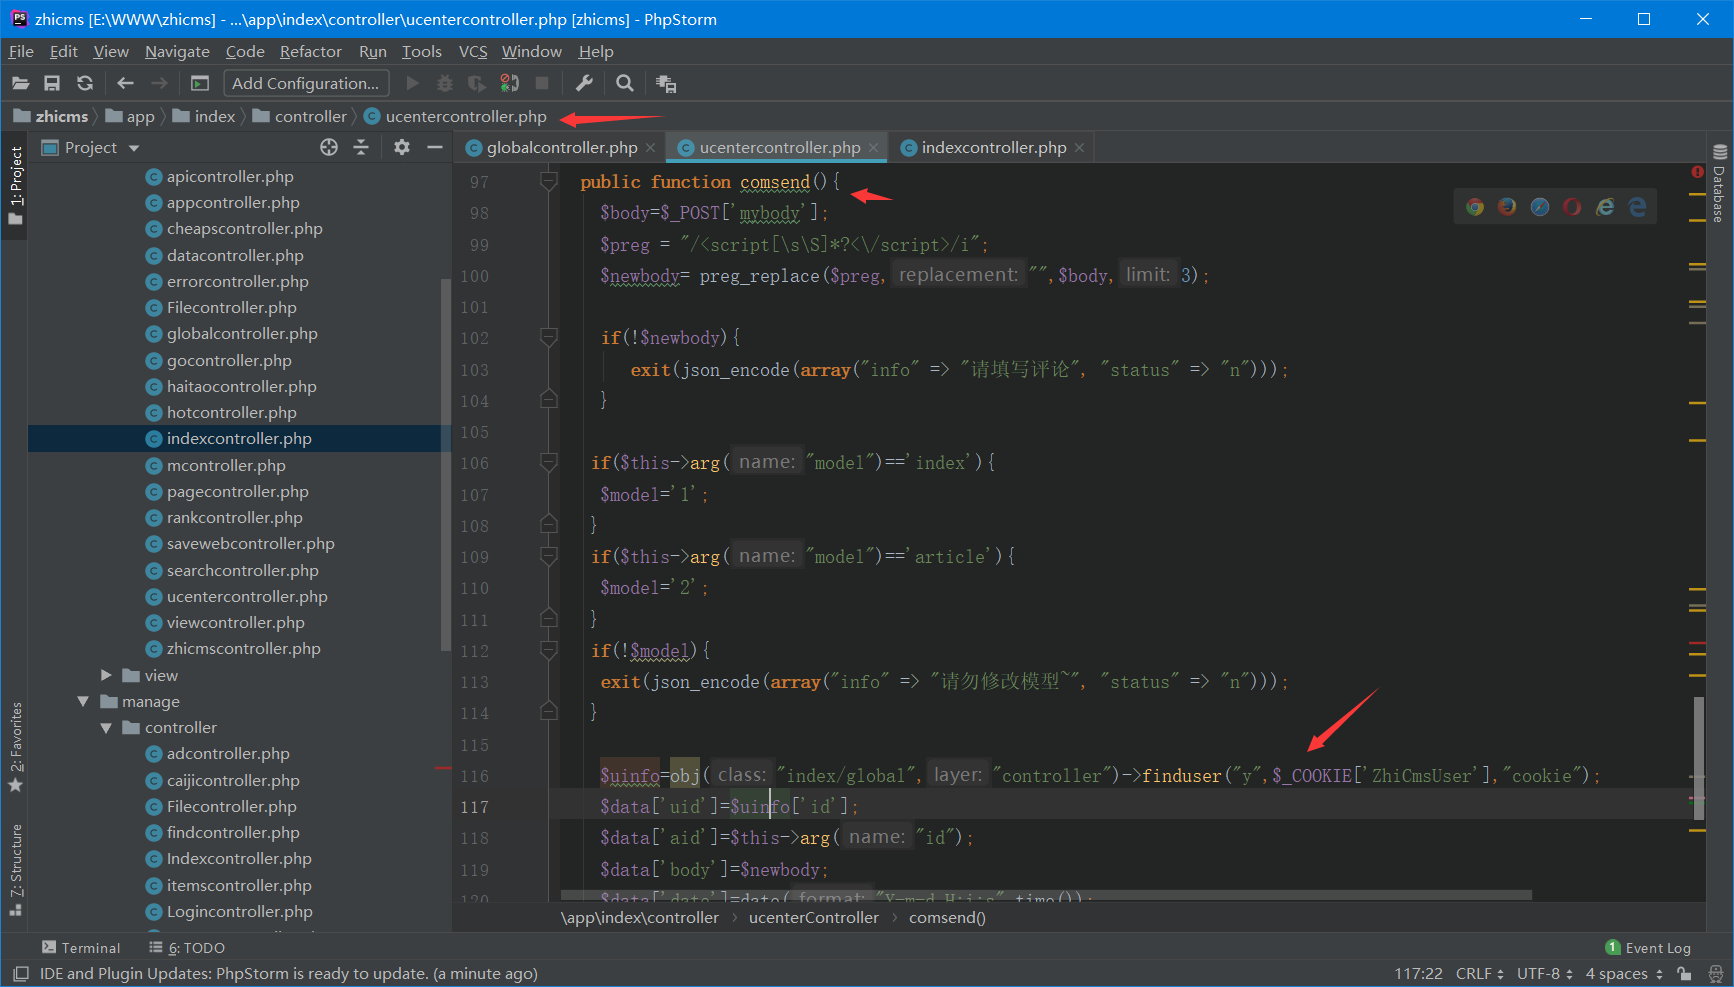 zhicms [E:\WWW\zhicms] - ...\app\index\controller\ucentercontroller.php [zhicms] - PhpStorm
File Edit View Navigate Code Refactor Run Tools VCS Window Help
Add Configuration...
zhicms app index controller ucentercontroller.php
Project
globalcontroller.php ucentercontroller.php indexcontroller.php
1: Project
2: Favorites
7: Structure
apicontroller.php
appcontroller.php
cheapscontroller.php
datacontroller.php
errorcontroller.php
Filecontroller.php
globalcontroller.php
gocontroller.php
haitaocontroller.php
hotcontroller.php
indexcontroller.php
mcontroller.php
pagecontroller.php
rankcontroller.php
savewebcontroller.php
searchcontroller.php
ucentercontroller.php
viewcontroller.php
zhicmscontroller.php
view
manage
controller
adcontroller.php
caijicontroller.php
Filecontroller.php
findcontroller.php
Indexcontroller.php
itemscontroller.php
Logincontroller.php
97 public function comsend(){
98 $body=$_POST['mybody'];
99 $preg = "/<script[\s\S]*?<\/script>/i";
100 $newbody= preg_replace($preg, replacement: "",$body, limit: 3);
101
102 if(!$newbody){
103 exit(json_encode(array("info" => "请填写评论", "status" => "n")));
104 }
105
106 if($this->arg( name: "model")=='index'){
107 $model='1';
108 }
109 if($this->arg( name: "model")=='article'){
110 $model='2';
111 }
112 if(!$model){
113 exit(json_encode(array("info" => "请勿修改模型~", "status" => "n")));
114 }
115
116 $uinfo=obj( class: "index/global", layer: "controller")->finduser("y",$_COOKIE['ZhiCmsUser'],"cookie");
117 $data['uid']=$uinfo['id'];
118 $data['aid']=$this->arg( name: "id");
119 $data['body']=$newbody;
120 $data['date']=date( format: "Y-m-d H:i:s",time());
\app\index\controller ucenterController comsend()
Database
Terminal 6: TODO
1 Event Log
IDE and Plugin Updates: PhpStorm is ready to update. (a minute ago)
117:22 CRLF UTF-8 4 spaces